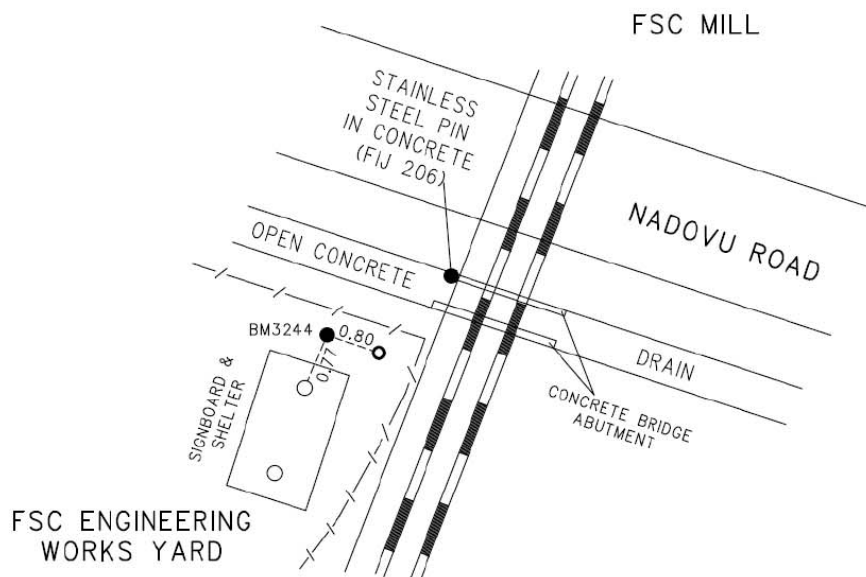 FSC MILL
STAINLESS
STEEL PIN
IN CONCRETE
(FIJ 206)
NADOVU ROAD
OPEN CONCRETE
DRAIN
BM3244
0.80
0.77
SIGNBOARD &
SHELTER
CONCRETE BRIDGE
ABUTMENT
FSC ENGINEERING
WORKS YARD